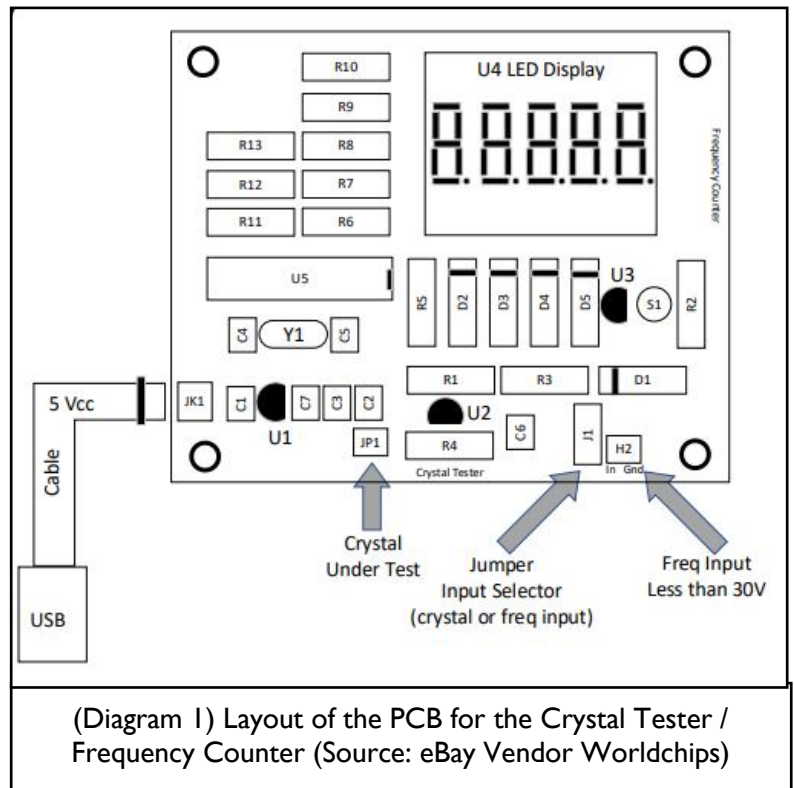 R10
U4 LED Display
R9
R13 R8
R12 R7
R11 R6
Frequency Counter
U5
R5 D2 D3 D4 D5 U3 S1 R2
C4 Y1 C5
R1 R3 D1
5 Vcc
JK1 C1 U1 C7 C3 C2
U2
JP1 R4 C6 J1 H2
In Gnd
Crystal Tester
Cable
USB
Crystal
Under Test
Jumper
Input Selector
(crystal or freq input)
Freq Input
Less than 30V
(Diagram 1) Layout of the PCB for the Crystal Tester /
Frequency Counter (Source: eBay Vendor Worldchips)